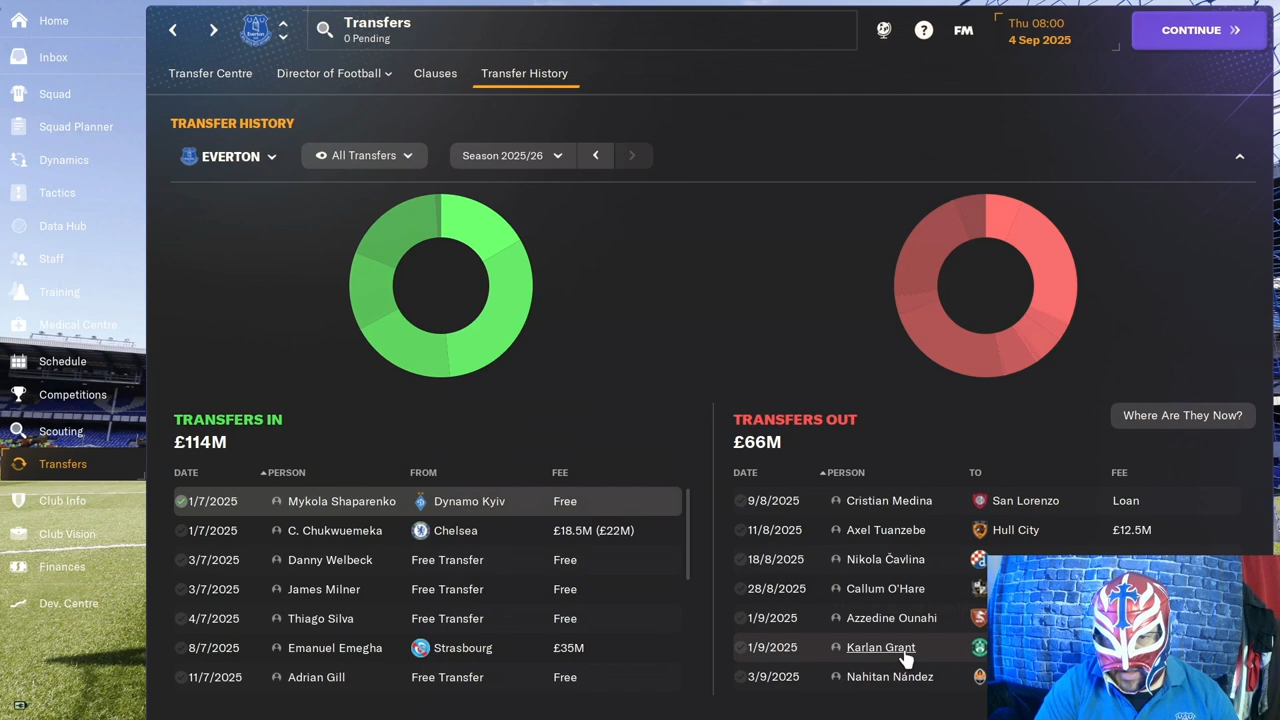 Home
Inbox
Squad
Squad Planner
Dynamics
Tactics
Data Hub
Staff
Training
Medical Centre
Schedule
Competitions
Scouting
Transfers
Club Info
Club Vision
Finances
Dev. Centre
Everton
Transfers
0 Pending
?
FM
Thu 08:00
4 Sep 2025
CONTINUE
Transfer Centre
Director of Football
Clauses
Transfer History
TRANSFER HISTORY
EVERTON
All Transfers
Season 2025/26
TRANSFERS IN
£114M
DATE PERSON FROM FEE
1/7/2025 Mykola Shaparenko Dynamo Kyiv Free
1/7/2025 C. Chukwuemeka Chelsea £18.5M (£22M)
3/7/2025 Danny Welbeck Free Transfer Free
3/7/2025 James Milner Free Transfer Free
4/7/2025 Thiago Silva Free Transfer Free
8/7/2025 Emanuel Emegha Strasbourg £35M
11/7/2025 Adrian Gill Free Transfer Free
TRANSFERS OUT
£66M
Where Are They Now?
DATE PERSON TO FEE
9/8/2025 Cristian Medina San Lorenzo Loan
11/8/2025 Axel Tuanzebe Hull City £12.5M
18/8/2025 Nikola Čavlina
28/8/2025 Callum O'Hare
1/9/2025 Azzedine Ounahi
1/9/2025 Karlan Grant
3/9/2025 Nahitan Nández